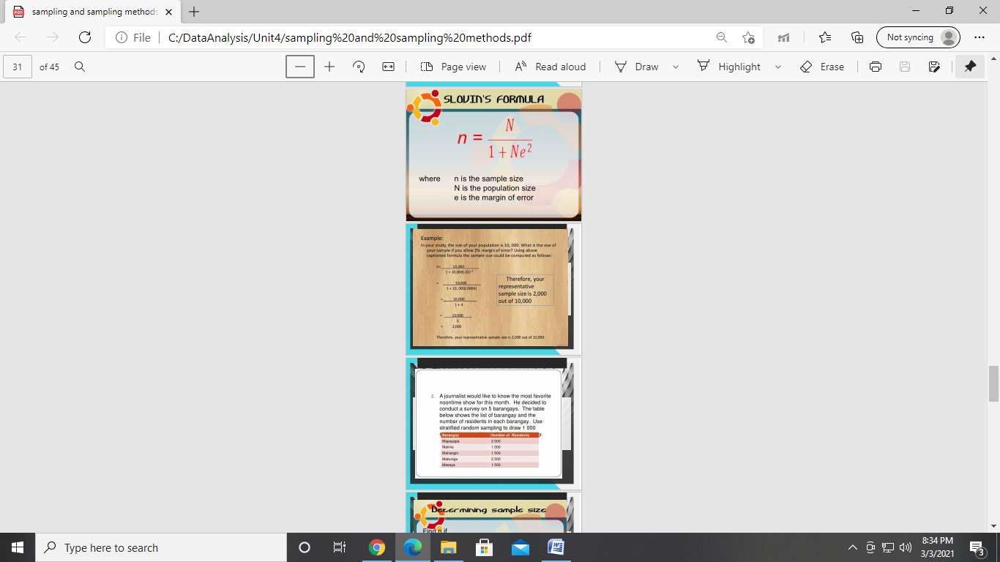 sampling and sampling methods
File
C:/DataAnalysis/Unit4/sampling%20and%20sampling%20methods.pdf
Not syncing
31 of 45
Page view
Read aloud
Draw
Highlight
Erase
SLOVIN'S FORMULA
n = N / 1 + Ne²
where n is the sample size
N is the population size
e is the margin of error
Example:
In your study, the size of your population is 10, 000. What is the size of
your sample if you allow 2% margin of error? Using above
captioned formula the sample size could be computed as follows:
n= 10,000
1 + 10,000(.02) ²
= 10,000
1 + 10, 000(.0004)
= 10,000
1 + 4
= 10,000
5
= 2,000
Therefore, your
representative
sample size is 2,000
out of 10,000
Therefore, your representative sample size is 2,000 out of 10,000
2. A journalist would like to know the most favorite
noontime show for this month. He decided to
conduct a survey on 5 barangays. The table
below shows the list of barangay and the
number of residents in each barangay. Use
stratified random sampling to draw 1 000
Barangay Number of Residents
Mapayapa 2 000
Malinis 1 000
Mahangin 1 500
Mabunga 2 500
Masaya 1 500
Determining sample size
Find n if
Type here to search
8:34 PM
3/3/2021
3